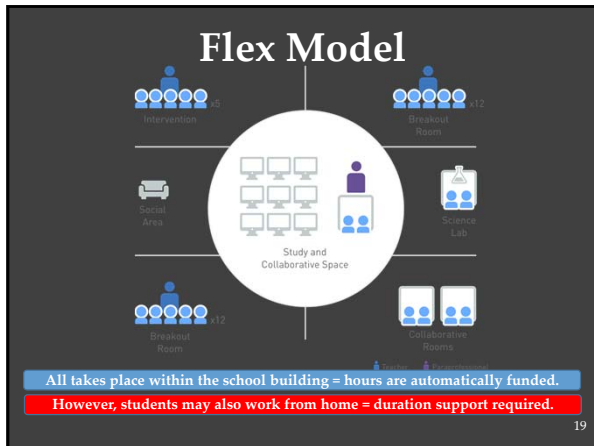 Flex Model
x5
Intervention
x12
Breakout
Room
Social
Area
Study and
Collaborative Space
Science
Lab
x12
Breakout
Room
Collaborative
Rooms
Teacher
Paraprofessional
All takes place within the school building = hours are automatically funded.
However, students may also work from home = duration support required.
19